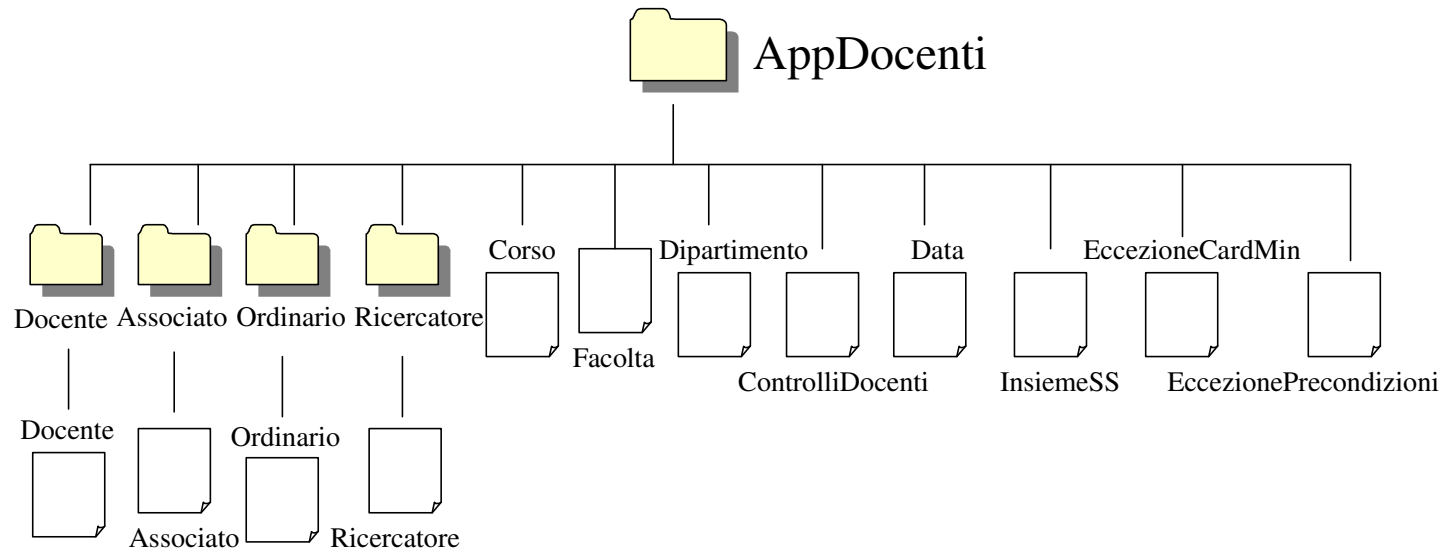 AppDocenti
Corso
Dipartimento
Data
EccezioneCardMin
Docente
Associato
Ordinario
Ricercatore
Facolta
ControlliDocenti
InsiemeSS
EccezionePrecondizioni
Docente
Ordinario
Associato
Ricercatore